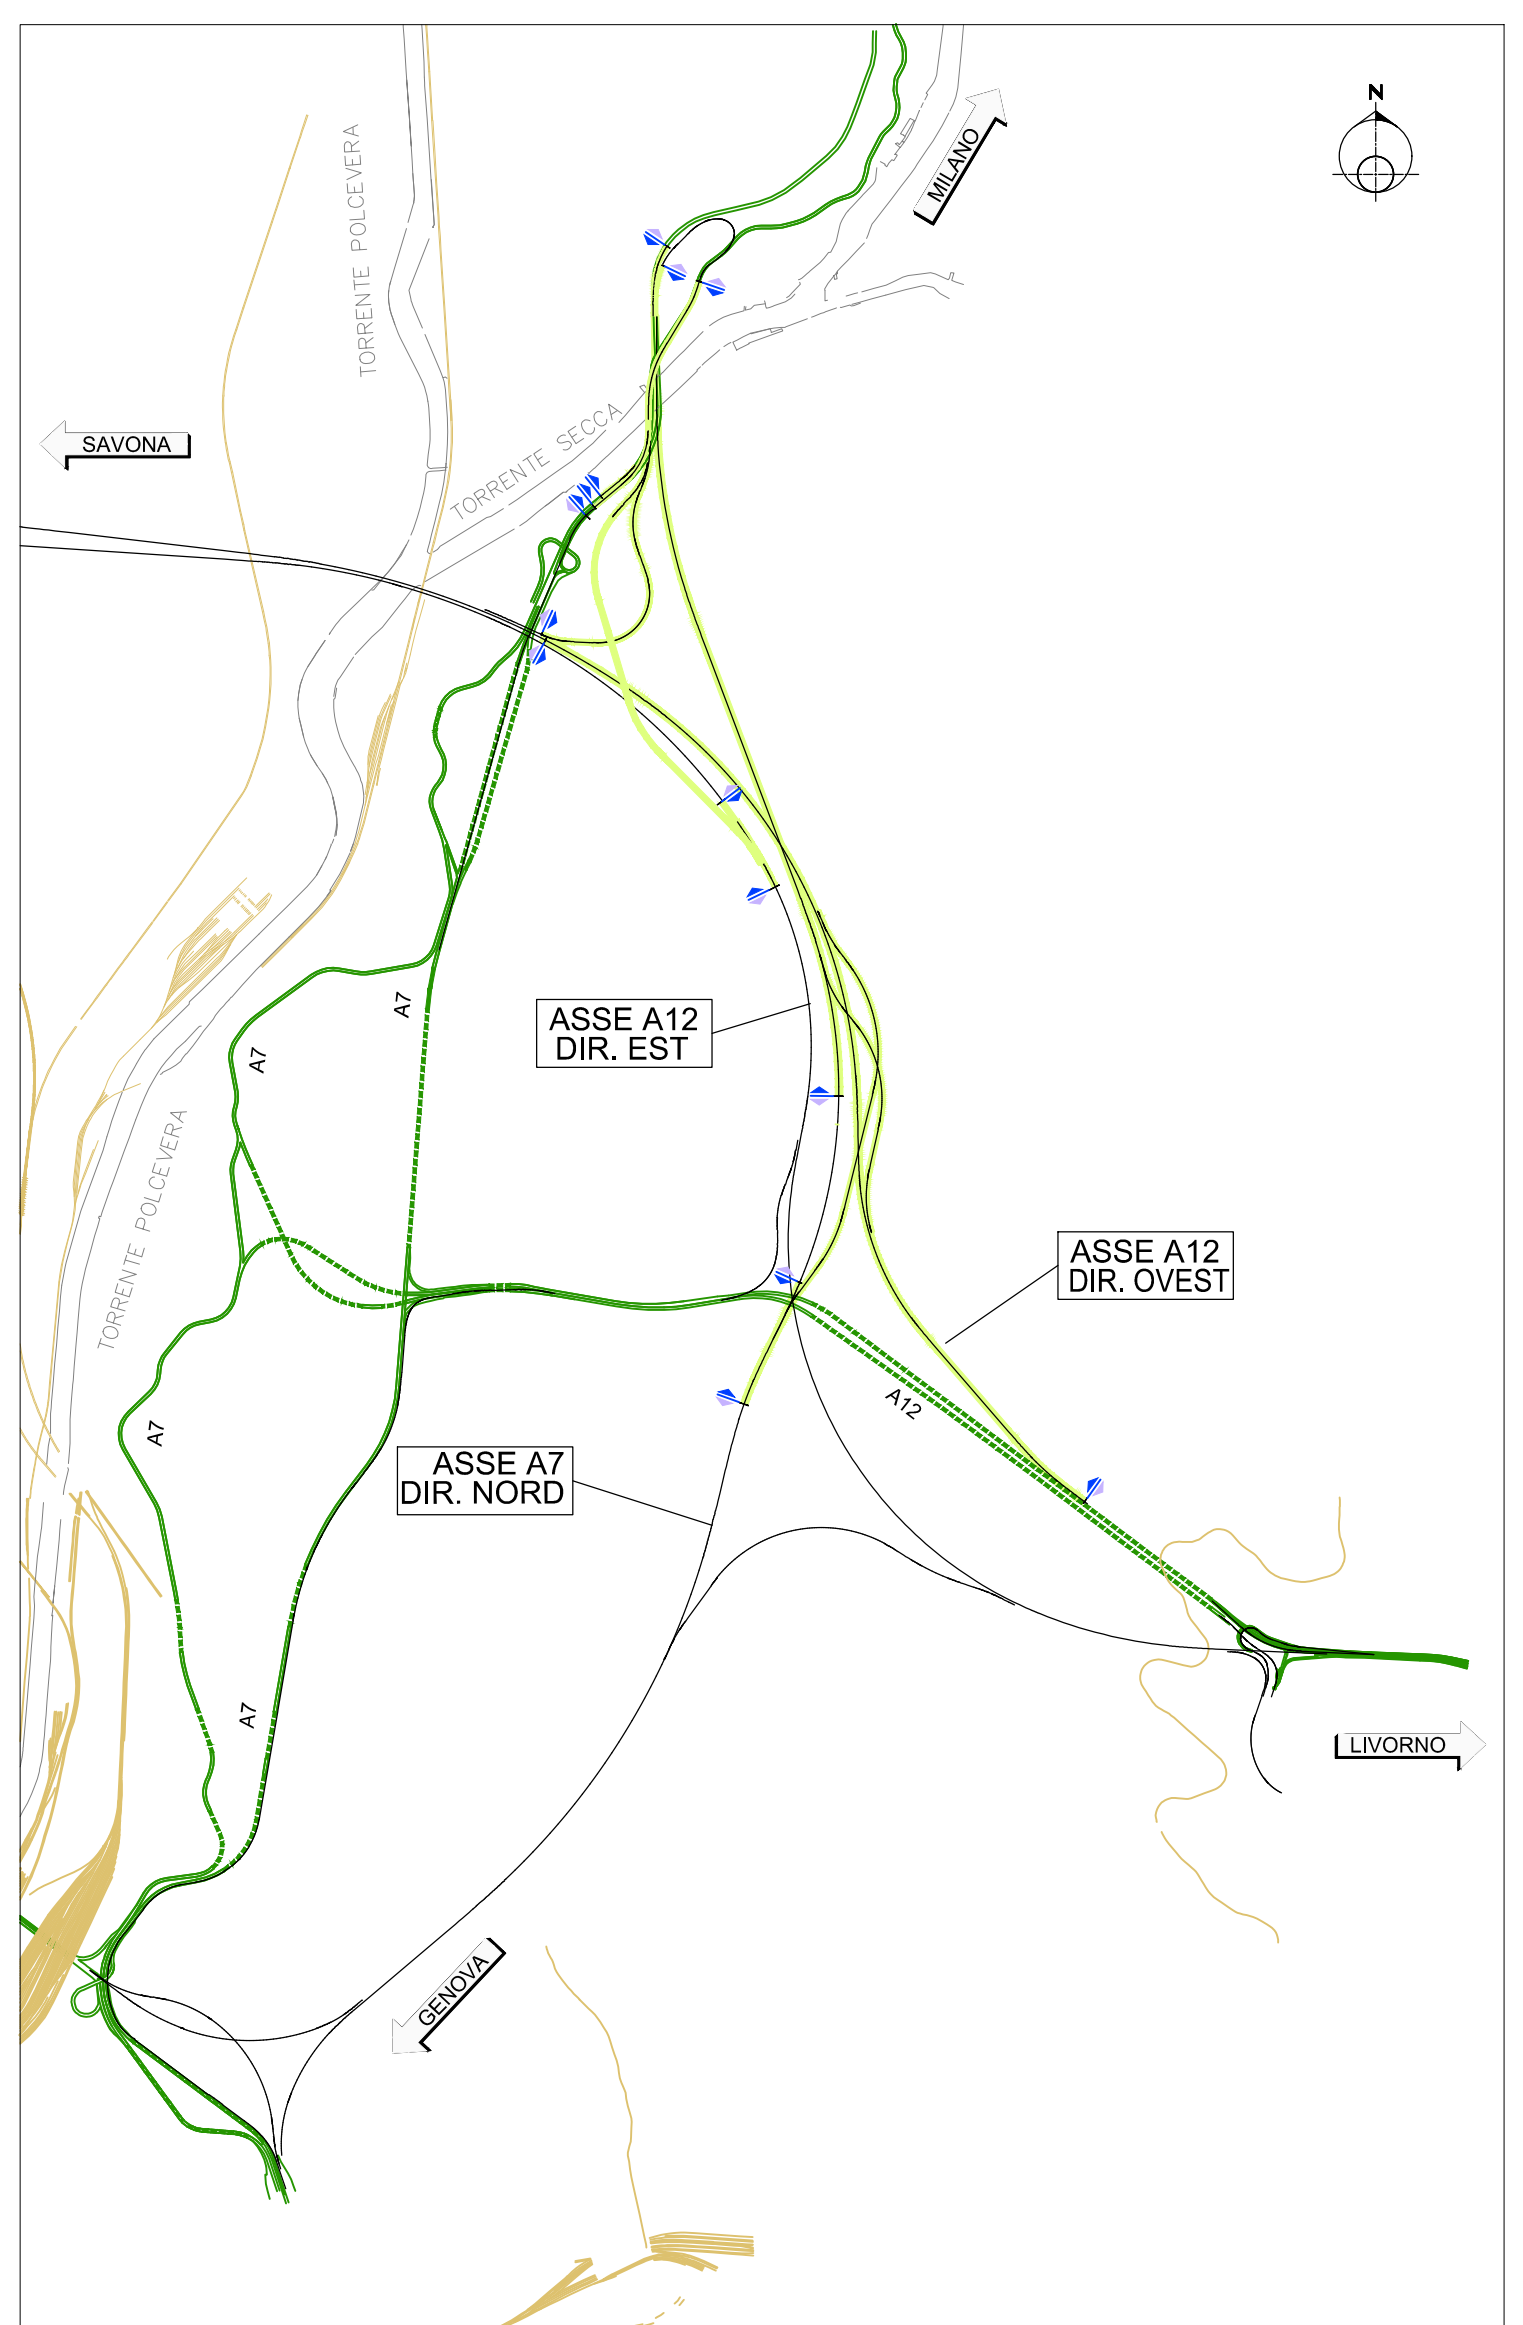 N
MILANO
TORRENTE POLCEVERA
SAVONA
TORRENTE SECCA
A7
ASSE A12
DIR. EST
A7
TORRENTE POLCEVERA
ASSE A12
DIR. OVEST
A12
A7
ASSE A7
DIR. NORD
A7
LIVORNO
GENOVA